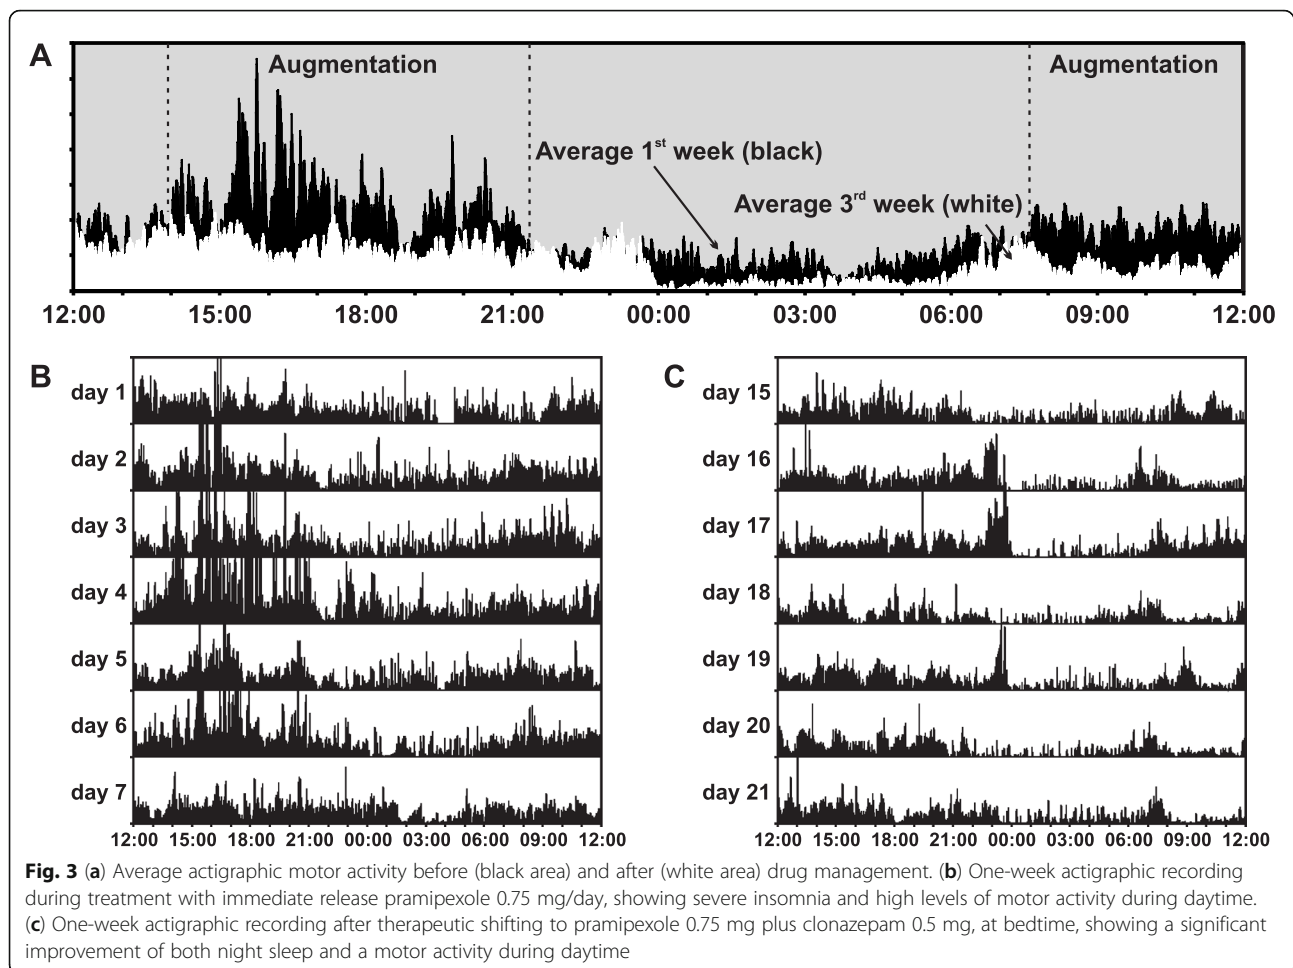 A
Augmentation
Augmentation
Average 1st week (black)
Average 3rd week (white)
12:00 15:00 18:00 21:00 00:00 03:00 06:00 09:00 12:00
B
day 1
day 2
day 3
day 4
day 5
day 6
day 7
12:00 15:00 18:00 21:00 00:00 03:00 06:00 09:00 12:00
C
day 15
day 16
day 17
day 18
day 19
day 20
day 21
12:00 15:00 18:00 21:00 00:00 03:00 06:00 09:00 12:00
Fig. 3 (a) Average actigraphic motor activity before (black area) and after (white area) drug management. (b) One-week actigraphic recording
during treatment with immediate release pramipexole 0.75 mg/day, showing severe insomnia and high levels of motor activity during daytime.
(c) One-week actigraphic recording after therapeutic shifting to pramipexole 0.75 mg plus clonazepam 0.5 mg, at bedtime, showing a significant
improvement of both night sleep and a motor activity during daytime